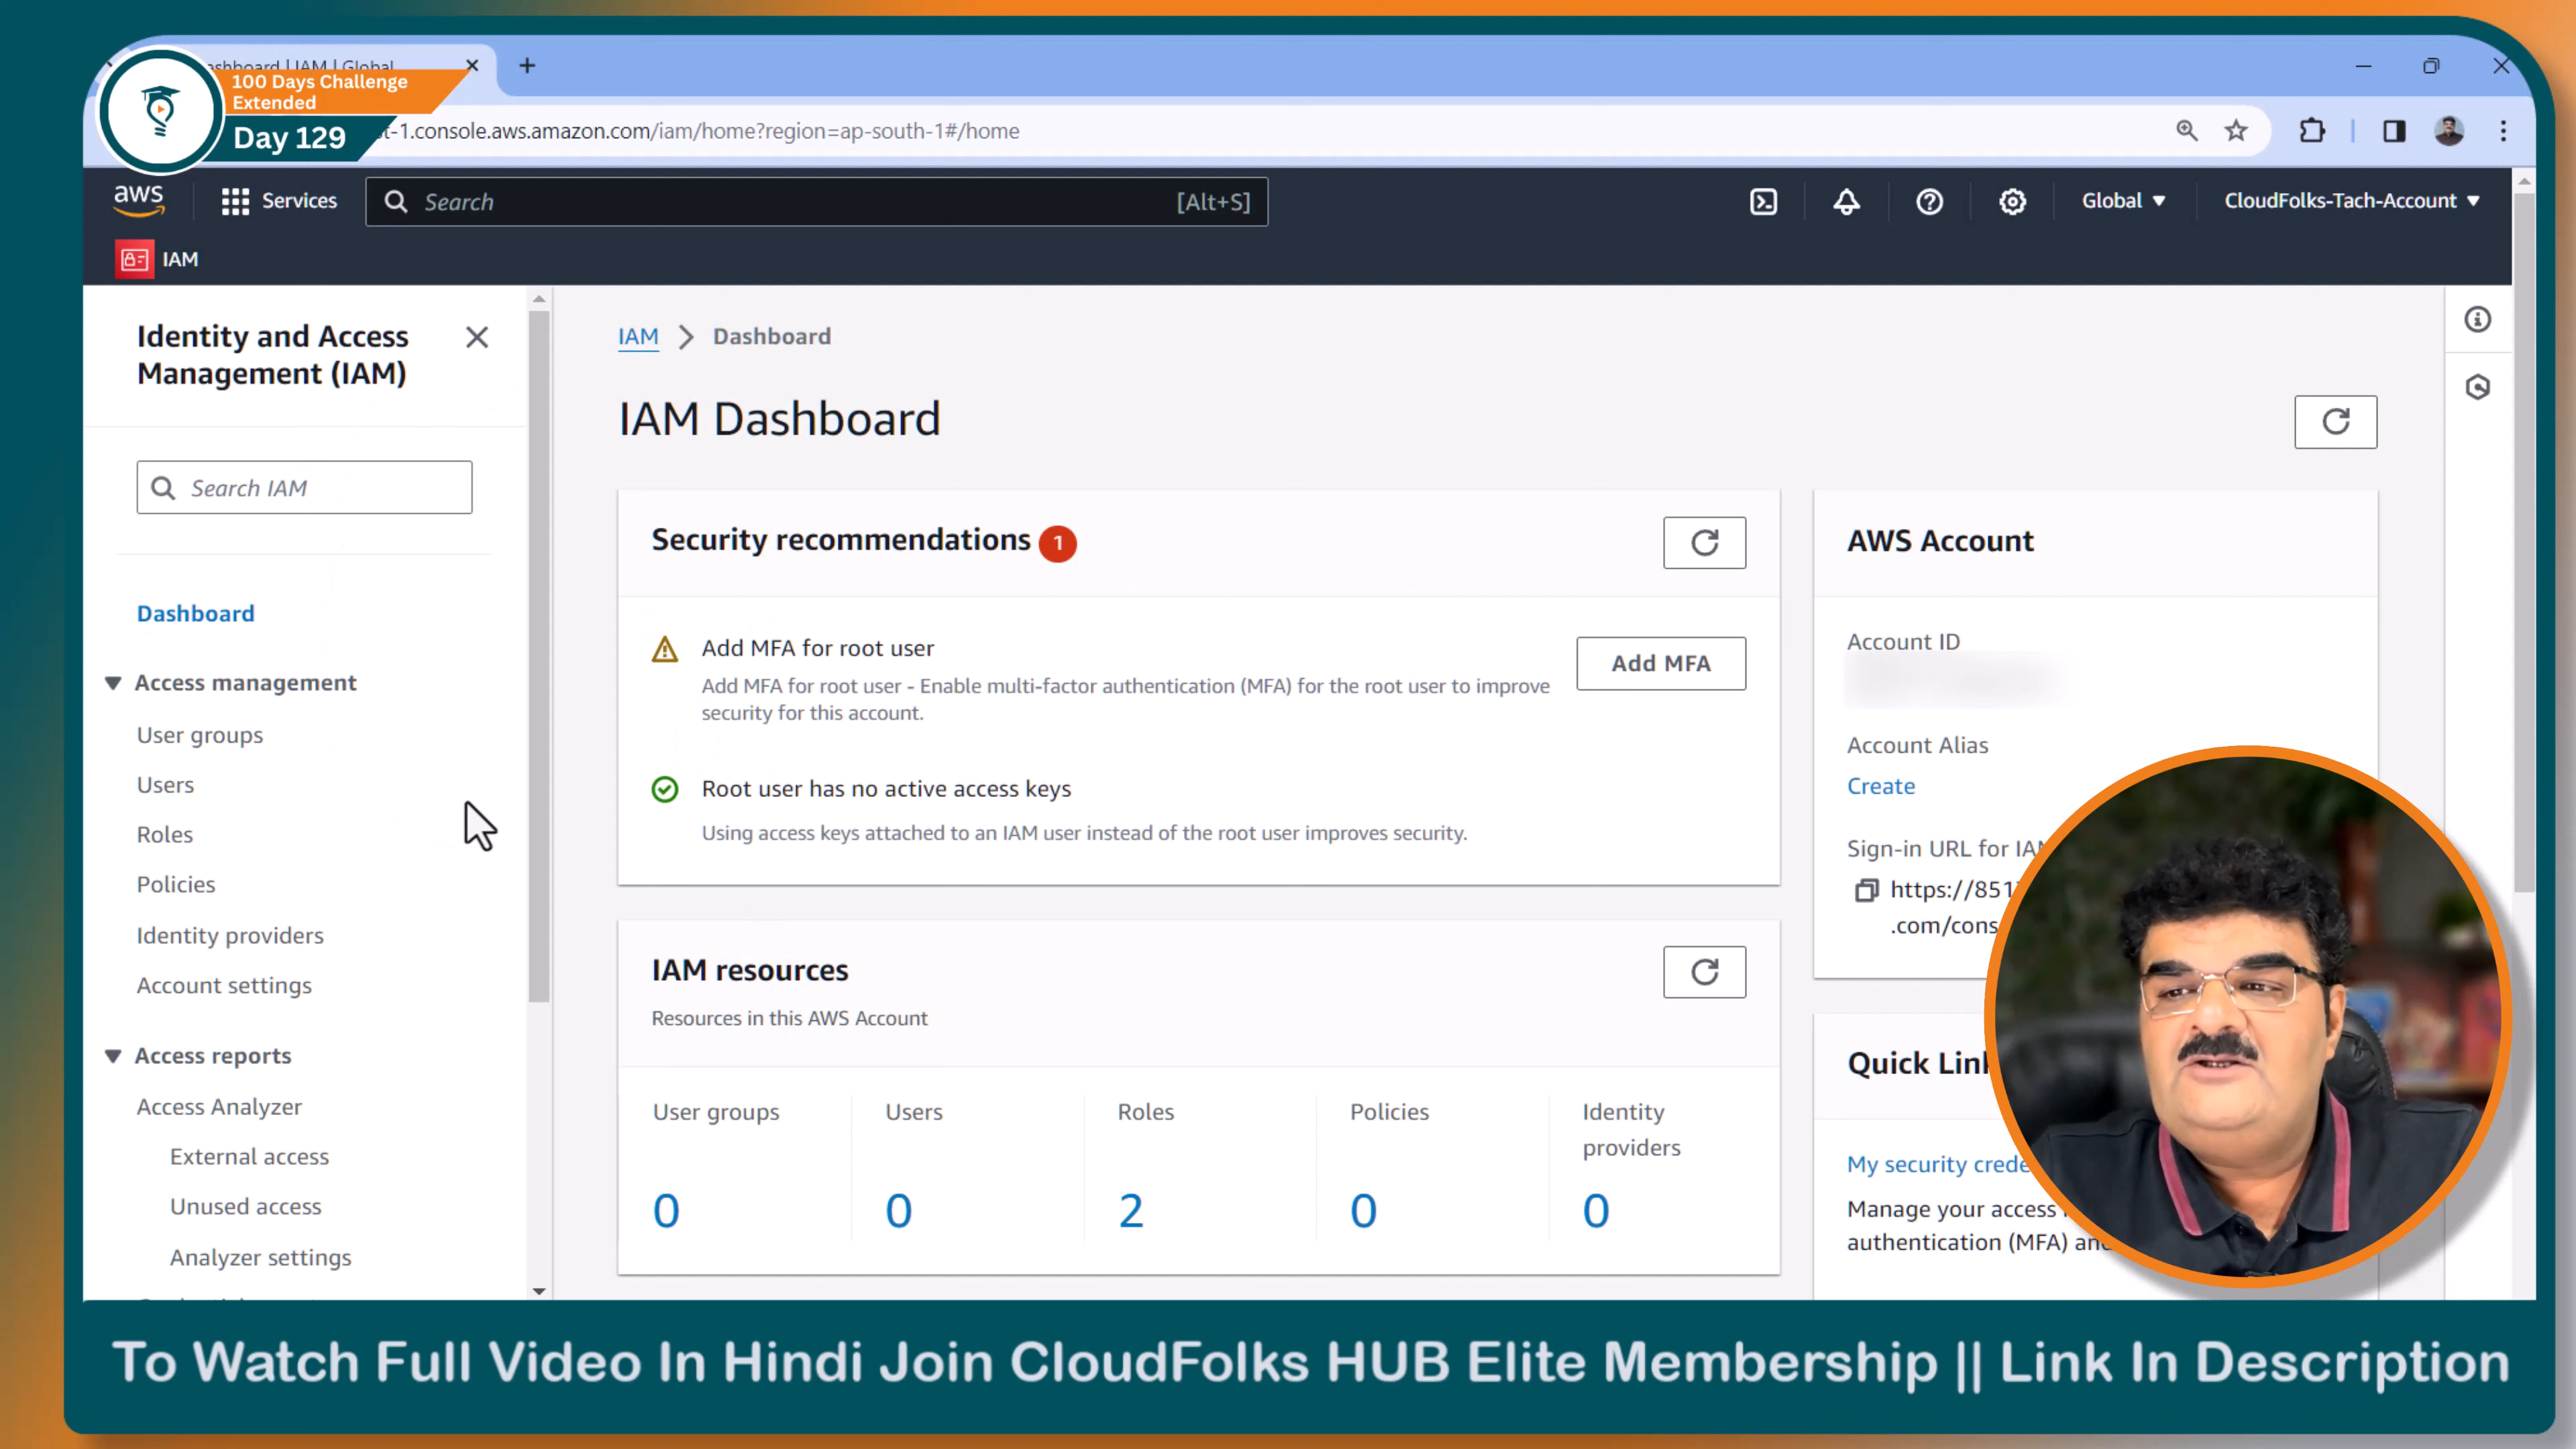 ashboard | IAM | Global
100 Days Challenge
Extended
Day 129
t-1.console.aws.amazon.com/iam/home?region=ap-south-1#/home
aws
Services
Search
[Alt+S]
Global
CloudFolks-Tach-Account
IAM
Identity and Access
Management (IAM)
Search IAM
Dashboard
Access management
User groups
Users
Roles
Policies
Identity providers
Account settings
Access reports
Access Analyzer
External access
Unused access
Analyzer settings
IAM > Dashboard
IAM Dashboard
Security recommendations 1
Add MFA for root user
Add MFA
Add MFA for root user - Enable multi-factor authentication (MFA) for the root user to improve
security for this account.
Root user has no active access keys
Using access keys attached to an IAM user instead of the root user improves security.
IAM resources
Resources in this AWS Account
User groups
Users
Roles
Policies
Identity
providers
0
0
2
0
0
AWS Account
Account ID
Account Alias
Create
Sign-in URL for IA
https://851
.com/cons
Quick Lin
My security crede
Manage your access
authentication (MFA) and
To Watch Full Video In Hindi Join CloudFolks HUB Elite Membership || Link In Description